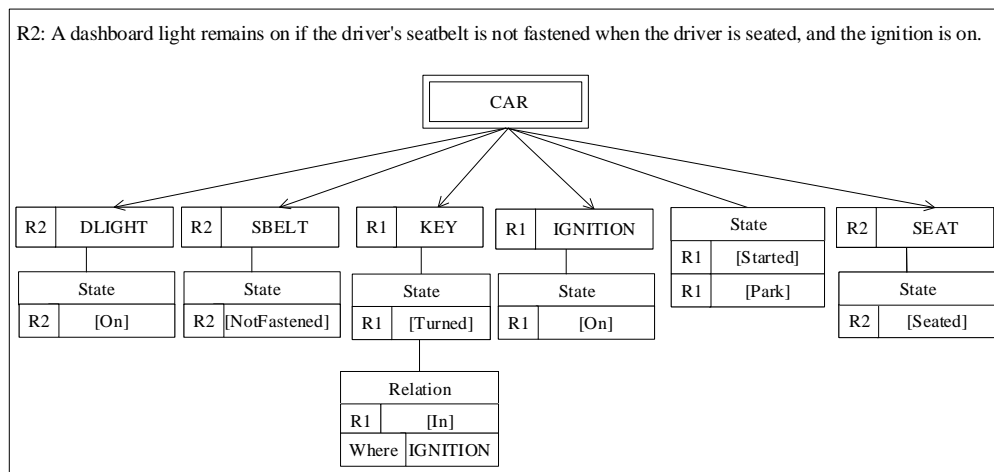 R2: A dashboard light remains on if the driver's seatbelt is not fastened when the driver is seated, and the ignition is on.
CAR
R2 DLIGHT
State
R2 [On]
R2 SBELT
State
R2 [NotFastened]
R1 KEY
State
R1 [Turned]
Relation
R1 [In]
Where IGNITION
R1 IGNITION
State
R1 [On]
State
R1 [Started]
R1 [Park]
R2 SEAT
State
R2 [Seated]